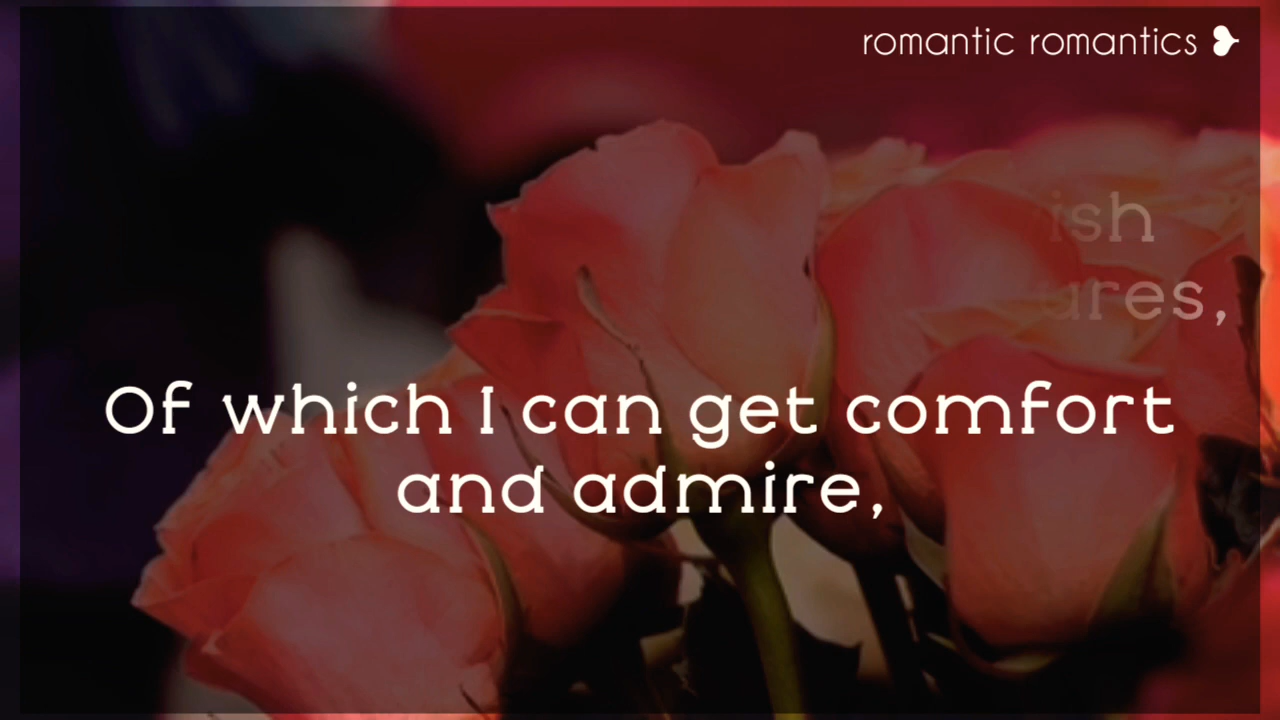 romantic romantics
Of which I can get comfort
and admire,